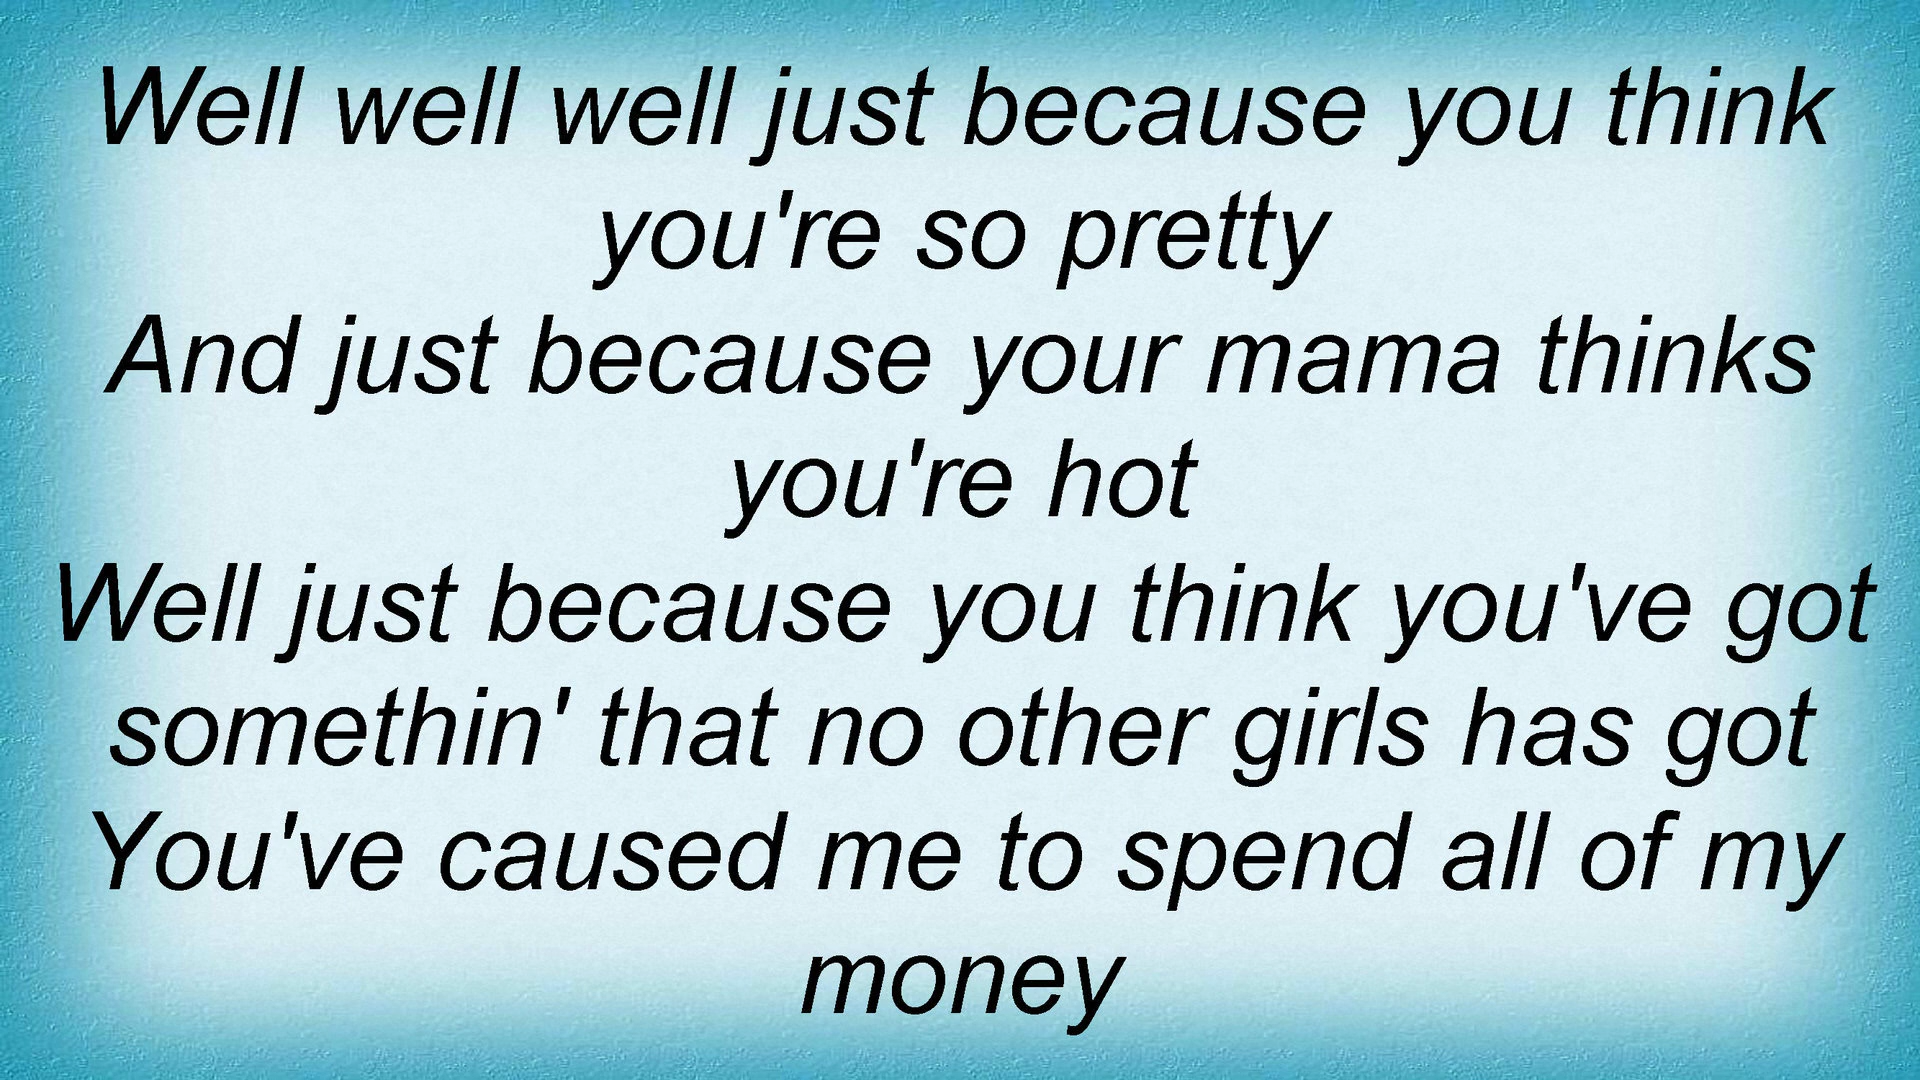 Well well well just because you think
you're so pretty
And just because your mama thinks
you're hot
Well just because you think you've got
somethin' that no other girls has got
You've caused me to spend all of my
money